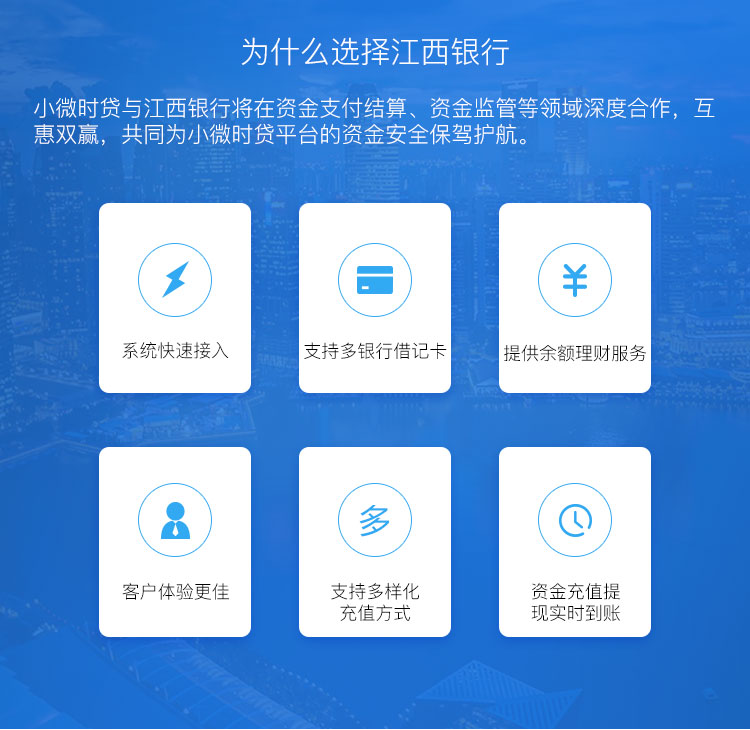 为什么选择江西银行
小微时贷与江西银行将在资金支付结算、资金监管等领域深度合作，互
惠双赢，共同为小微时贷平台的资金安全保驾护航。
系统快速接入
支持多银行借记卡
提供余额理财服务
客户体验更佳
多
支持多样化
充值方式
资金充值提
现实时到账